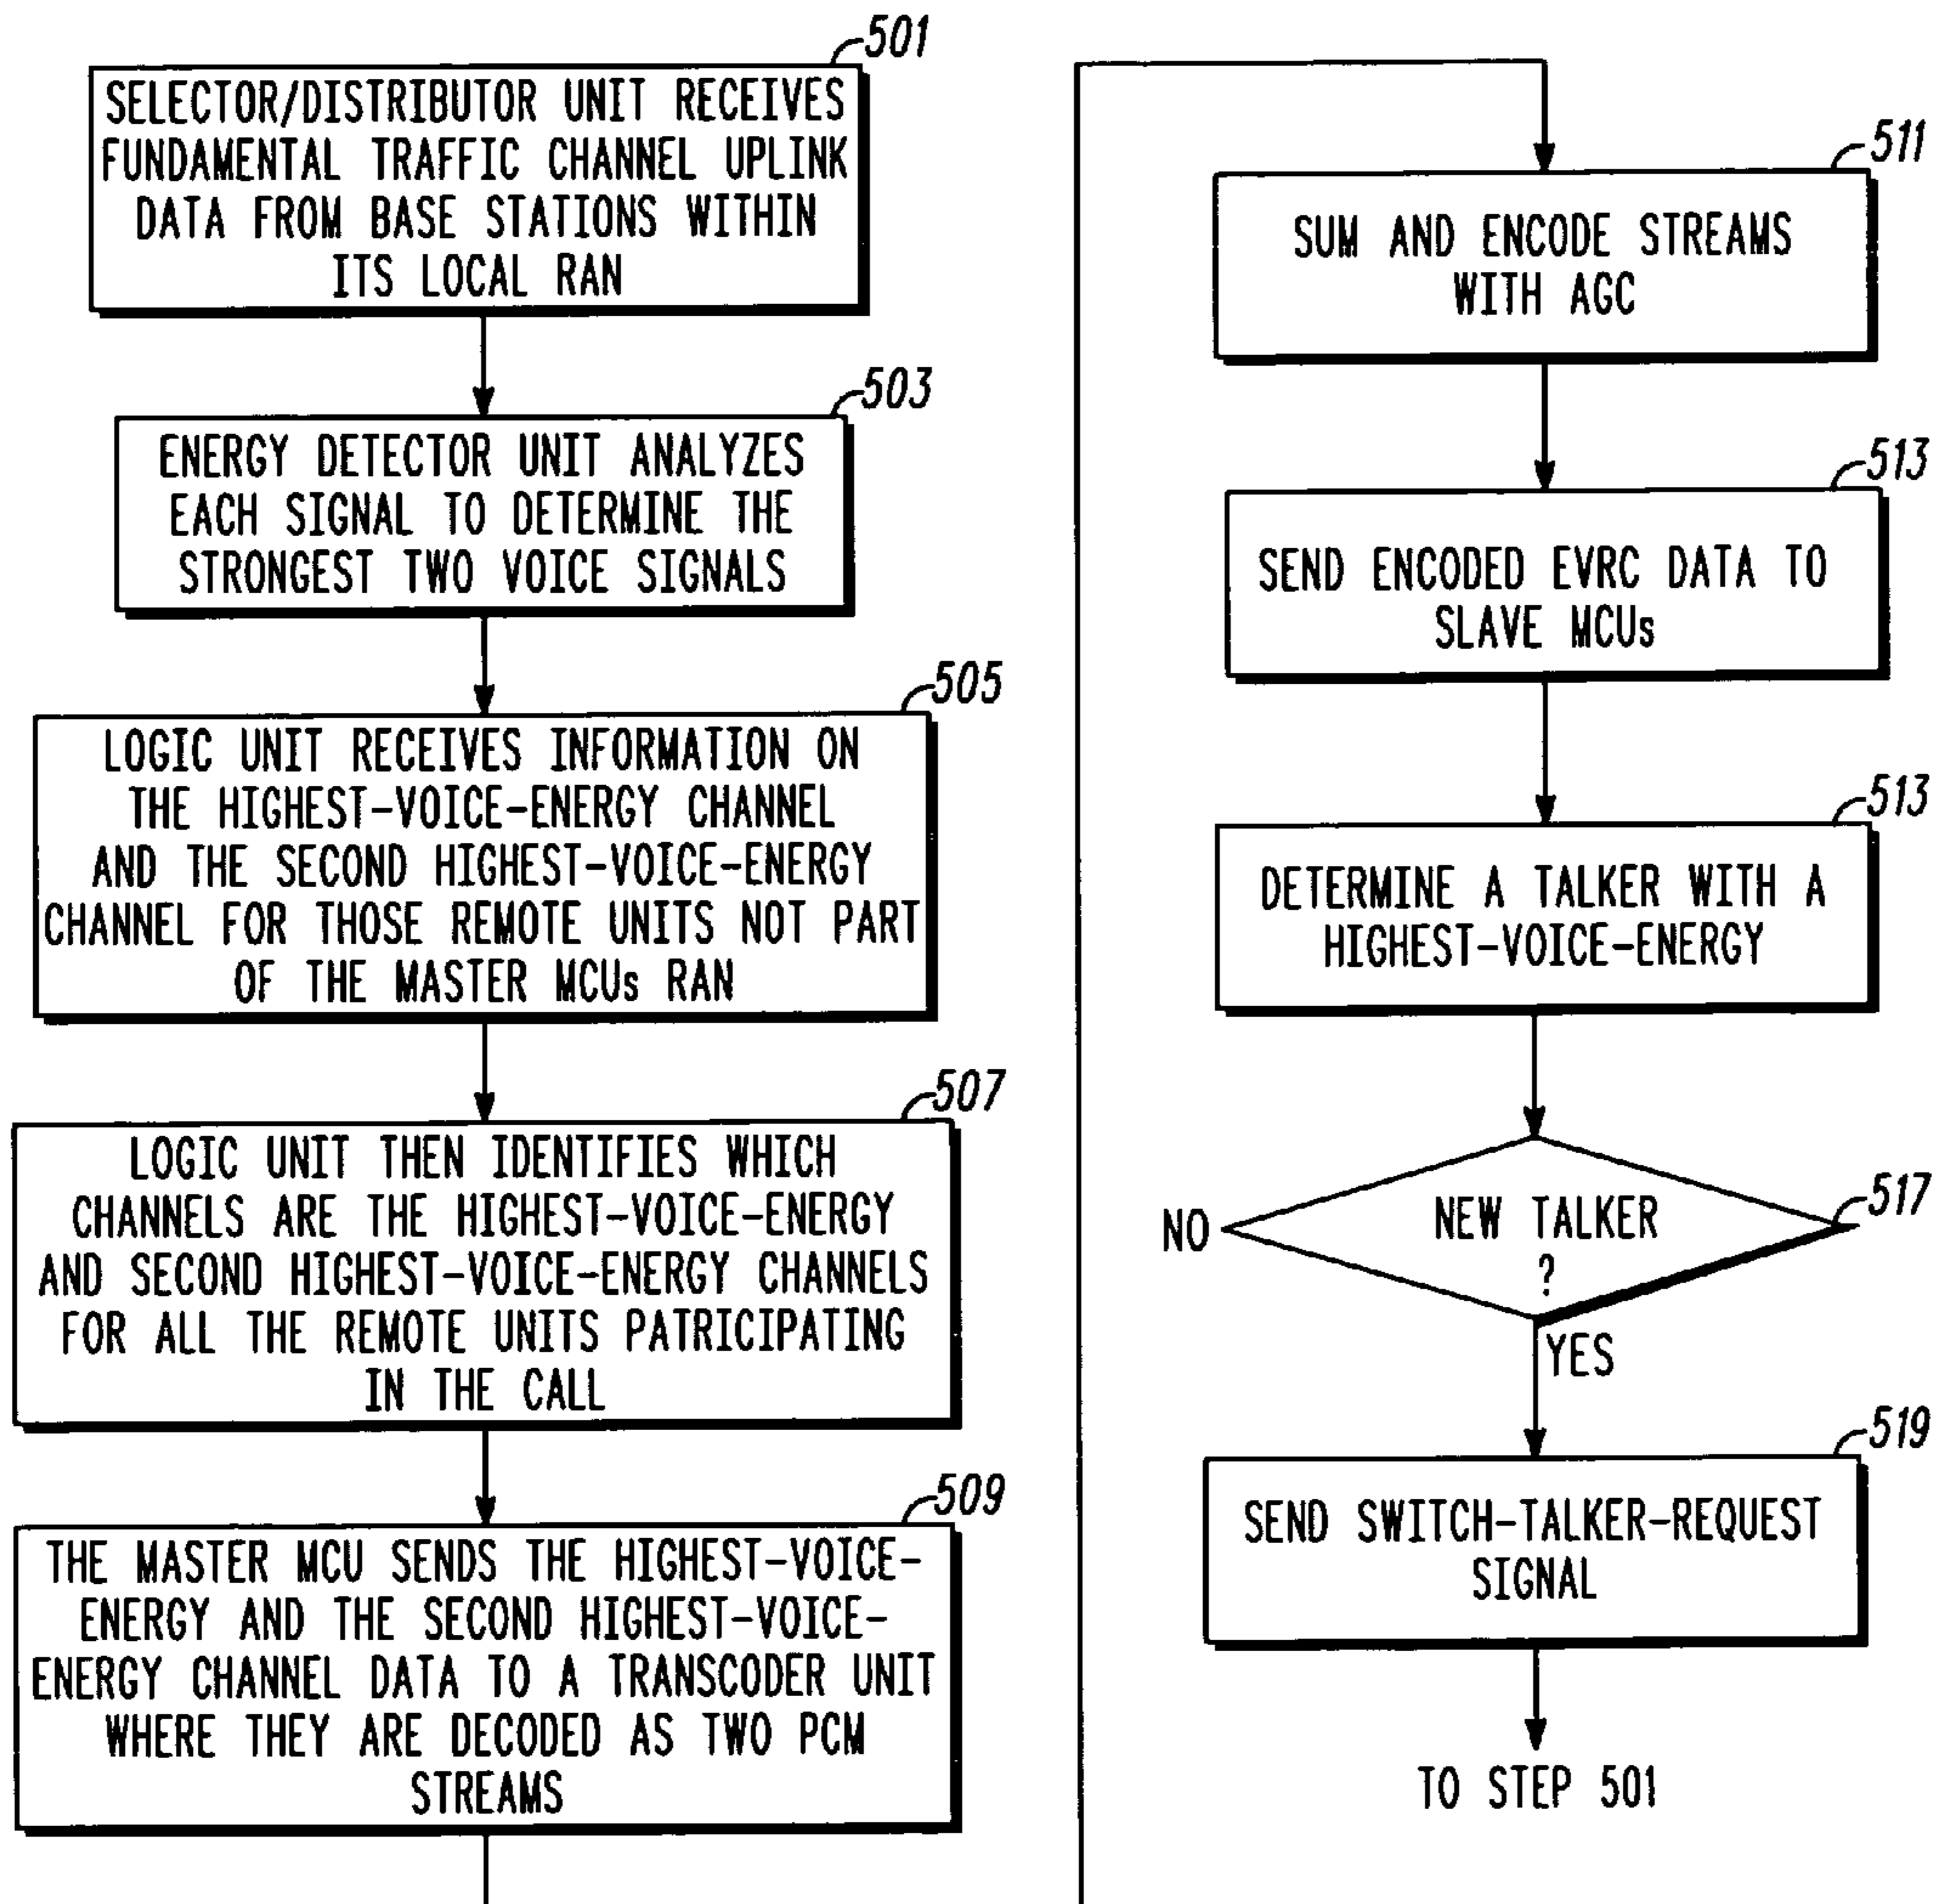 501
SELECTOR/DISTRIBUTOR UNIT RECEIVES
FUNDAMENTAL TRAFFIC CHANNEL UPLINK
DATA FROM BASE STATIONS WITHIN
ITS LOCAL RAN
503
ENERGY DETECTOR UNIT ANALYZES
EACH SIGNAL TO DETERMINE THE
STRONGEST TWO VOICE SIGNALS
505
LOGIC UNIT RECEIVES INFORMATION ON
THE HIGHEST-VOICE-ENERGY CHANNEL
AND THE SECOND HIGHEST-VOICE-ENERGY
CHANNEL FOR THOSE REMOTE UNITS NOT PART
OF THE MASTER MCUs RAN
507
LOGIC UNIT THEN IDENTIFIES WHICH
CHANNELS ARE THE HIGHEST-VOICE-ENERGY
AND SECOND HIGHEST-VOICE-ENERGY CHANNELS
FOR ALL THE REMOTE UNITS PATRICIPATING
IN THE CALL
509
THE MASTER MCU SENDS THE HIGHEST-VOICE-
ENERGY AND THE SECOND HIGHEST-VOICE-
ENERGY CHANNEL DATA TO A TRANSCODER UNIT
WHERE THEY ARE DECODED AS TWO PCM
STREAMS
511
SUM AND ENCODE STREAMS
WITH AGC
513
SEND ENCODED EVRC DATA TO
SLAVE MCUs
513
DETERMINE A TALKER WITH A
HIGHEST-VOICE-ENERGY
517
NEW TALKER
?
NO
YES
519
SEND SWITCH-TALKER-REQUEST
SIGNAL
TO STEP 501